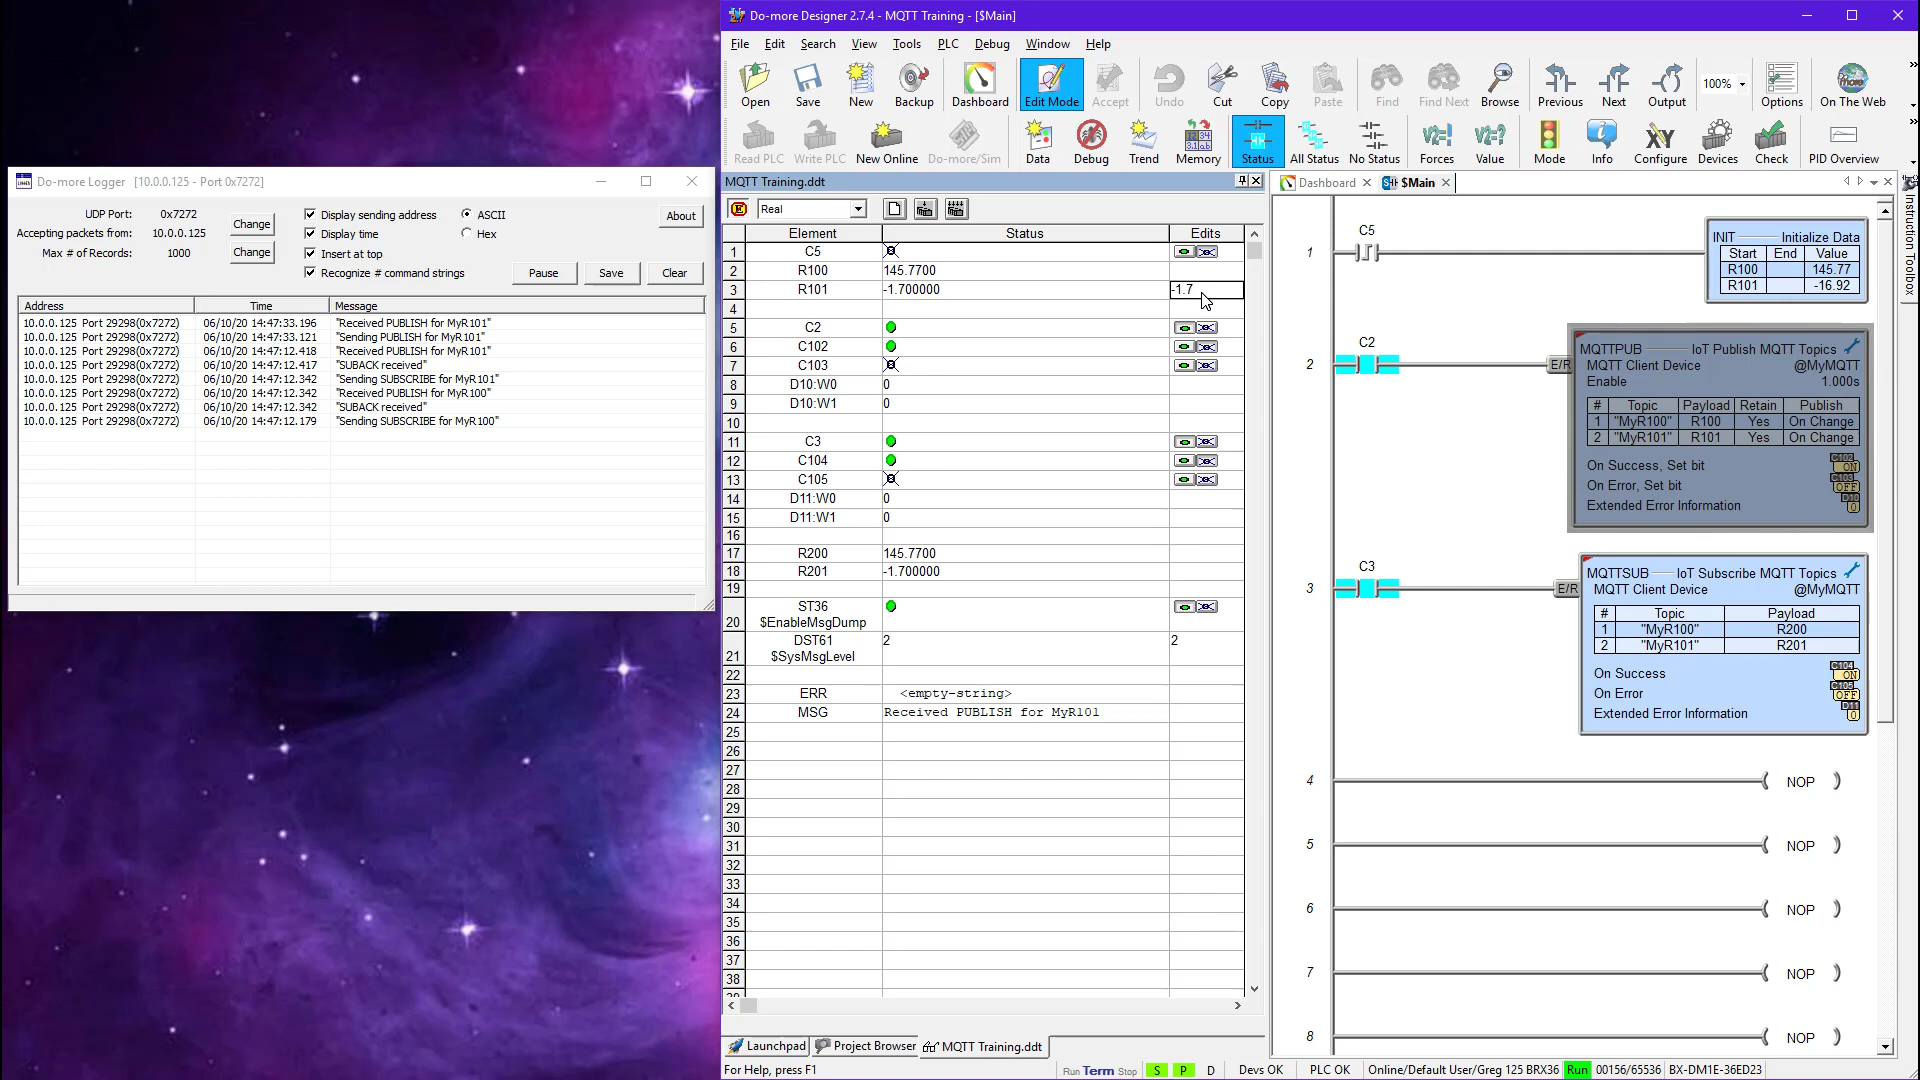 Do-more Designer 2.7.4 - MQTT Training - [$Main]
File Edit Search View Tools PLC Debug Window Help
Open Save New Backup Dashboard Edit Mode Accept Undo Cut Copy Paste Find Find Next Browse Previous Next Output 100% Options On The Web
Read PLC Write PLC New Online Do-more/Sim Data Debug Trend Memory Status All Status No Status Forces Value Mode Info Configure Devices Check PID Overview
Do-more Logger [10.0.0.125 - Port 0x7272]
UDP Port: 0x7272 Change
Accepting packets from: 10.0.0.125
Max # of Records: 1000 Change
Display sending address
Display time
Insert at top
Recognize # command strings
ASCII
Hex
About
Pause Save Clear
Address Time Message
10.0.0.125 Port 29298(0x7272) 06/10/20 14:47:33.196 "Received PUBLISH for MyR101"
10.0.0.125 Port 29298(0x7272) 06/10/20 14:47:33.121 "Sending PUBLISH for MyR101"
10.0.0.125 Port 29298(0x7272) 06/10/20 14:47:12.418 "Received PUBLISH for MyR101"
10.0.0.125 Port 29298(0x7272) 06/10/20 14:47:12.417 "SUBACK received"
10.0.0.125 Port 29298(0x7272) 06/10/20 14:47:12.342 "Sending SUBSCRIBE for MyR101"
10.0.0.125 Port 29298(0x7272) 06/10/20 14:47:12.342 "Received PUBLISH for MyR100"
10.0.0.125 Port 29298(0x7272) 06/10/20 14:47:12.342 "SUBACK received"
10.0.0.125 Port 29298(0x7272) 06/10/20 14:47:12.179 "Sending SUBSCRIBE for MyR100"
MQTT Training.ddt
Real
Element Status Edits
1 C5
2 R100 145.7700
3 R101 -1.700000 -1.7
4
5 C2
6 C102
7 C103
8 D10:W0 0
9 D10:W1 0
10
11 C3
12 C104
13 C105
14 D11:W0 0
15 D11:W1 0
16
17 R200 145.7700
18 R201 -1.700000
19
20 ST36 $EnableMsgDump
21 DST61 $SysMsgLevel 2 2
22
23 ERR <empty-string>
24 MSG Received PUBLISH for MyR101
25
26
27
28
29
30
31
32
33
34
35
36
37
38
Launchpad Project Browser MQTT Training.ddt
Dashboard $Main
Instruction Toolbox
1 C5
INIT Initialize Data
Start End Value
R100 145.77
R101 -16.92
2 C2 E/R
MQTTPUB IoT Publish MQTT Topics
MQTT Client Device @MyMQTT
Enable 1.000s
# Topic Payload Retain Publish
1 "MyR100" R100 Yes On Change
2 "MyR101" R101 Yes On Change
On Success, Set bit C102 ON
On Error, Set bit C103 OFF
Extended Error Information D10 0
3 C3 E/R
MQTTSUB IoT Subscribe MQTT Topics
MQTT Client Device @MyMQTT
# Topic Payload
1 "MyR100" R200
2 "MyR101" R201
On Success C104 ON
On Error C105 OFF
Extended Error Information D11 0
4 NOP
5 NOP
6 NOP
7 NOP
8 NOP
For Help, press F1 Run Term Stop S P D Devs OK PLC OK Online/Default User/Greg 125 BRX36 Run 00156/65536 BX-DM1E-36ED23